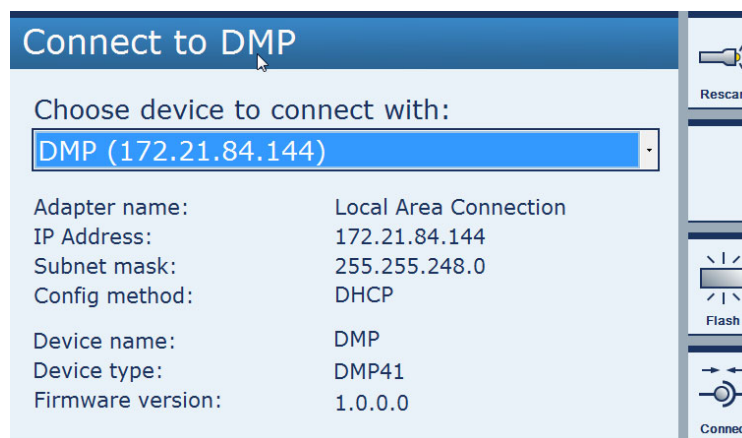 Connect to DMP
Choose device to connect with:
DMP (172.21.84.144)
Adapter name: Local Area Connection
IP Address: 172.21.84.144
Subnet mask: 255.255.248.0
Config method: DHCP
Device name: DMP
Device type: DMP41
Firmware version: 1.0.0.0
Rescan
Flash
Connec